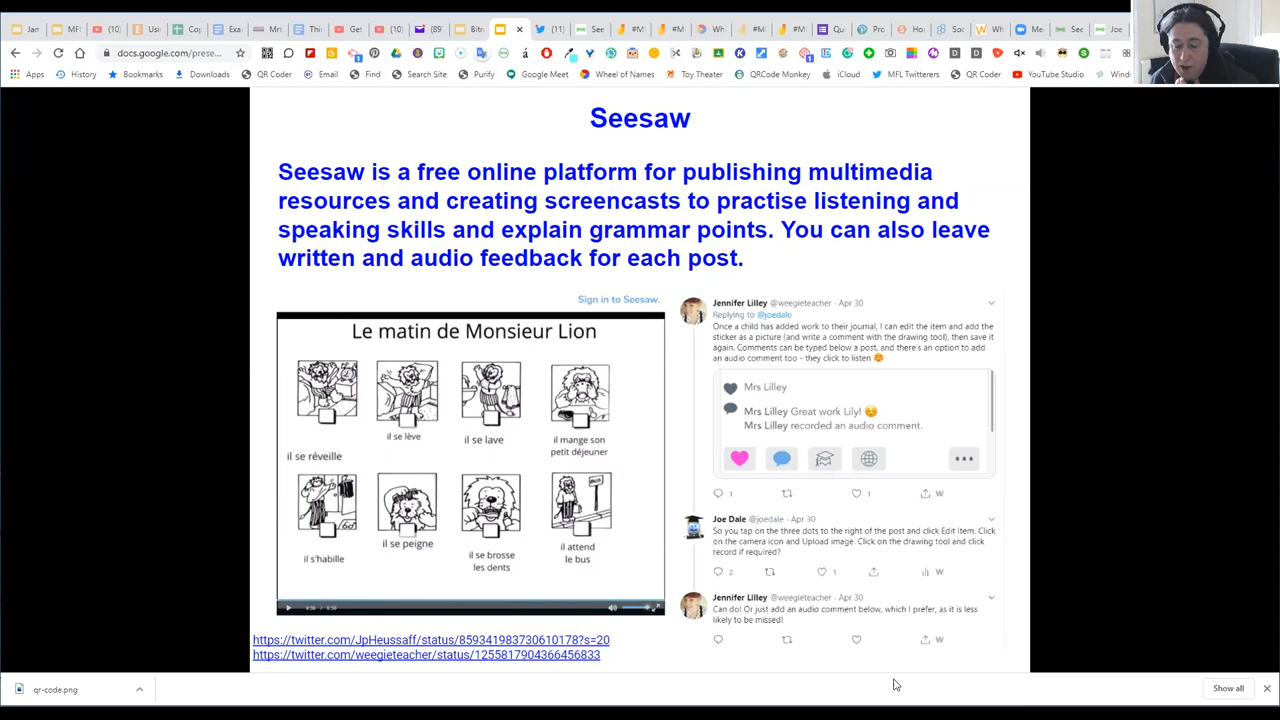 docs.google.com/prese...
Apps
History
Bookmarks
Downloads
QR Coder
Email
Find
Search Site
Purify
Google Meet
Wheel of Names
Toy Theater
QRCode Monkey
iCloud
MFL Twitterers
QR Coder
YouTube Studio
Seesaw
Seesaw is a free online platform for publishing multimedia
resources and creating screencasts to practise listening and
speaking skills and explain grammar points. You can also leave
written and audio feedback for each post.
Sign in to Seesaw.
Le matin de Monsieur Lion
il se réveille
il se lève
il se lave
il mange son
petit déjeuner
il s'habille
il se peigne
il se brosse
les dents
il attend
le bus
https://twitter.com/JpHeussaff/status/859341983730610178?s=20
https://twitter.com/weegieteacher/status/1255817904366456833
Jennifer Lilley @weegieteacher · Apr 30
Replying to @joedale
Once a child has added work to their journal, I can edit the item and add the
sticker as a picture (and write a comment with the drawing tool), then save it
again. Comments can be typed below a post, and there's an option to add
an audio comment too - they click to listen
Mrs Lilley
Mrs Lilley Great work Lily!
Mrs Lilley recorded an audio comment.
1
1
Joe Dale @joedale · Apr 30
So you tap on the three dots to the right of the post and click Edit Item. Click
on the camera icon and Upload image. Click on the drawing tool and click
record if required?
2
1
Jennifer Lilley @weegieteacher · Apr 30
Can do! Or just add an audio comment below, which I prefer, as it is less
likely to be missed!
qr-code.png
Show all